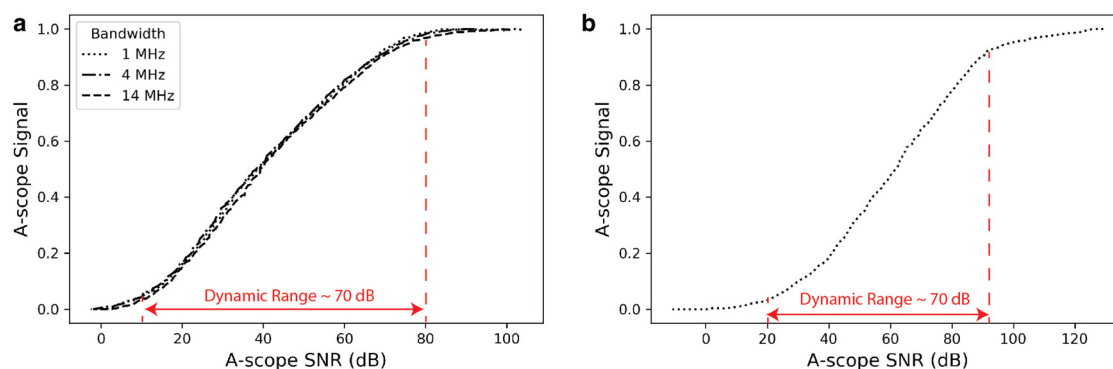 a
Bandwidth
1 MHz
4 MHz
14 MHz
A-scope Signal
1.0
0.8
0.6
0.4
0.2
0.0
Dynamic Range ~ 70 dB
0 20 40 60 80 100
A-scope SNR (dB)
b
A-scope Signal
1.0
0.8
0.6
0.4
0.2
0.0
Dynamic Range ~ 70 dB
0 20 40 60 80 100 120
A-scope SNR (dB)